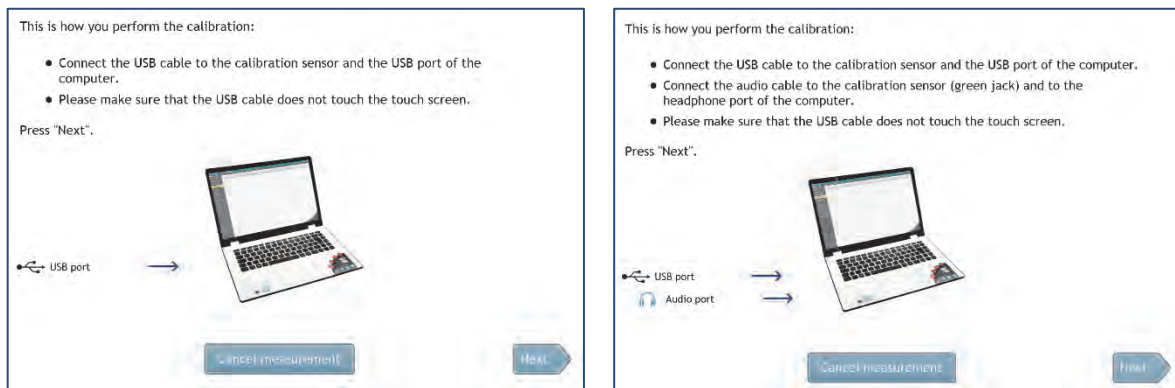 This is how you perform the calibration:
● Connect the USB cable to the calibration sensor and the USB port of the
computer.
● Please make sure that the USB cable does not touch the touch screen.
Press "Next".
USB port
Cancel measurement
Next
This is how you perform the calibration:
● Connect the USB cable to the calibration sensor and the USB port of the computer.
● Connect the audio cable to the calibration sensor (green jack) and to the
headphone port of the computer.
● Please make sure that the USB cable does not touch the touch screen.
Press "Next".
USB port
Audio port
Cancel measurement
Next